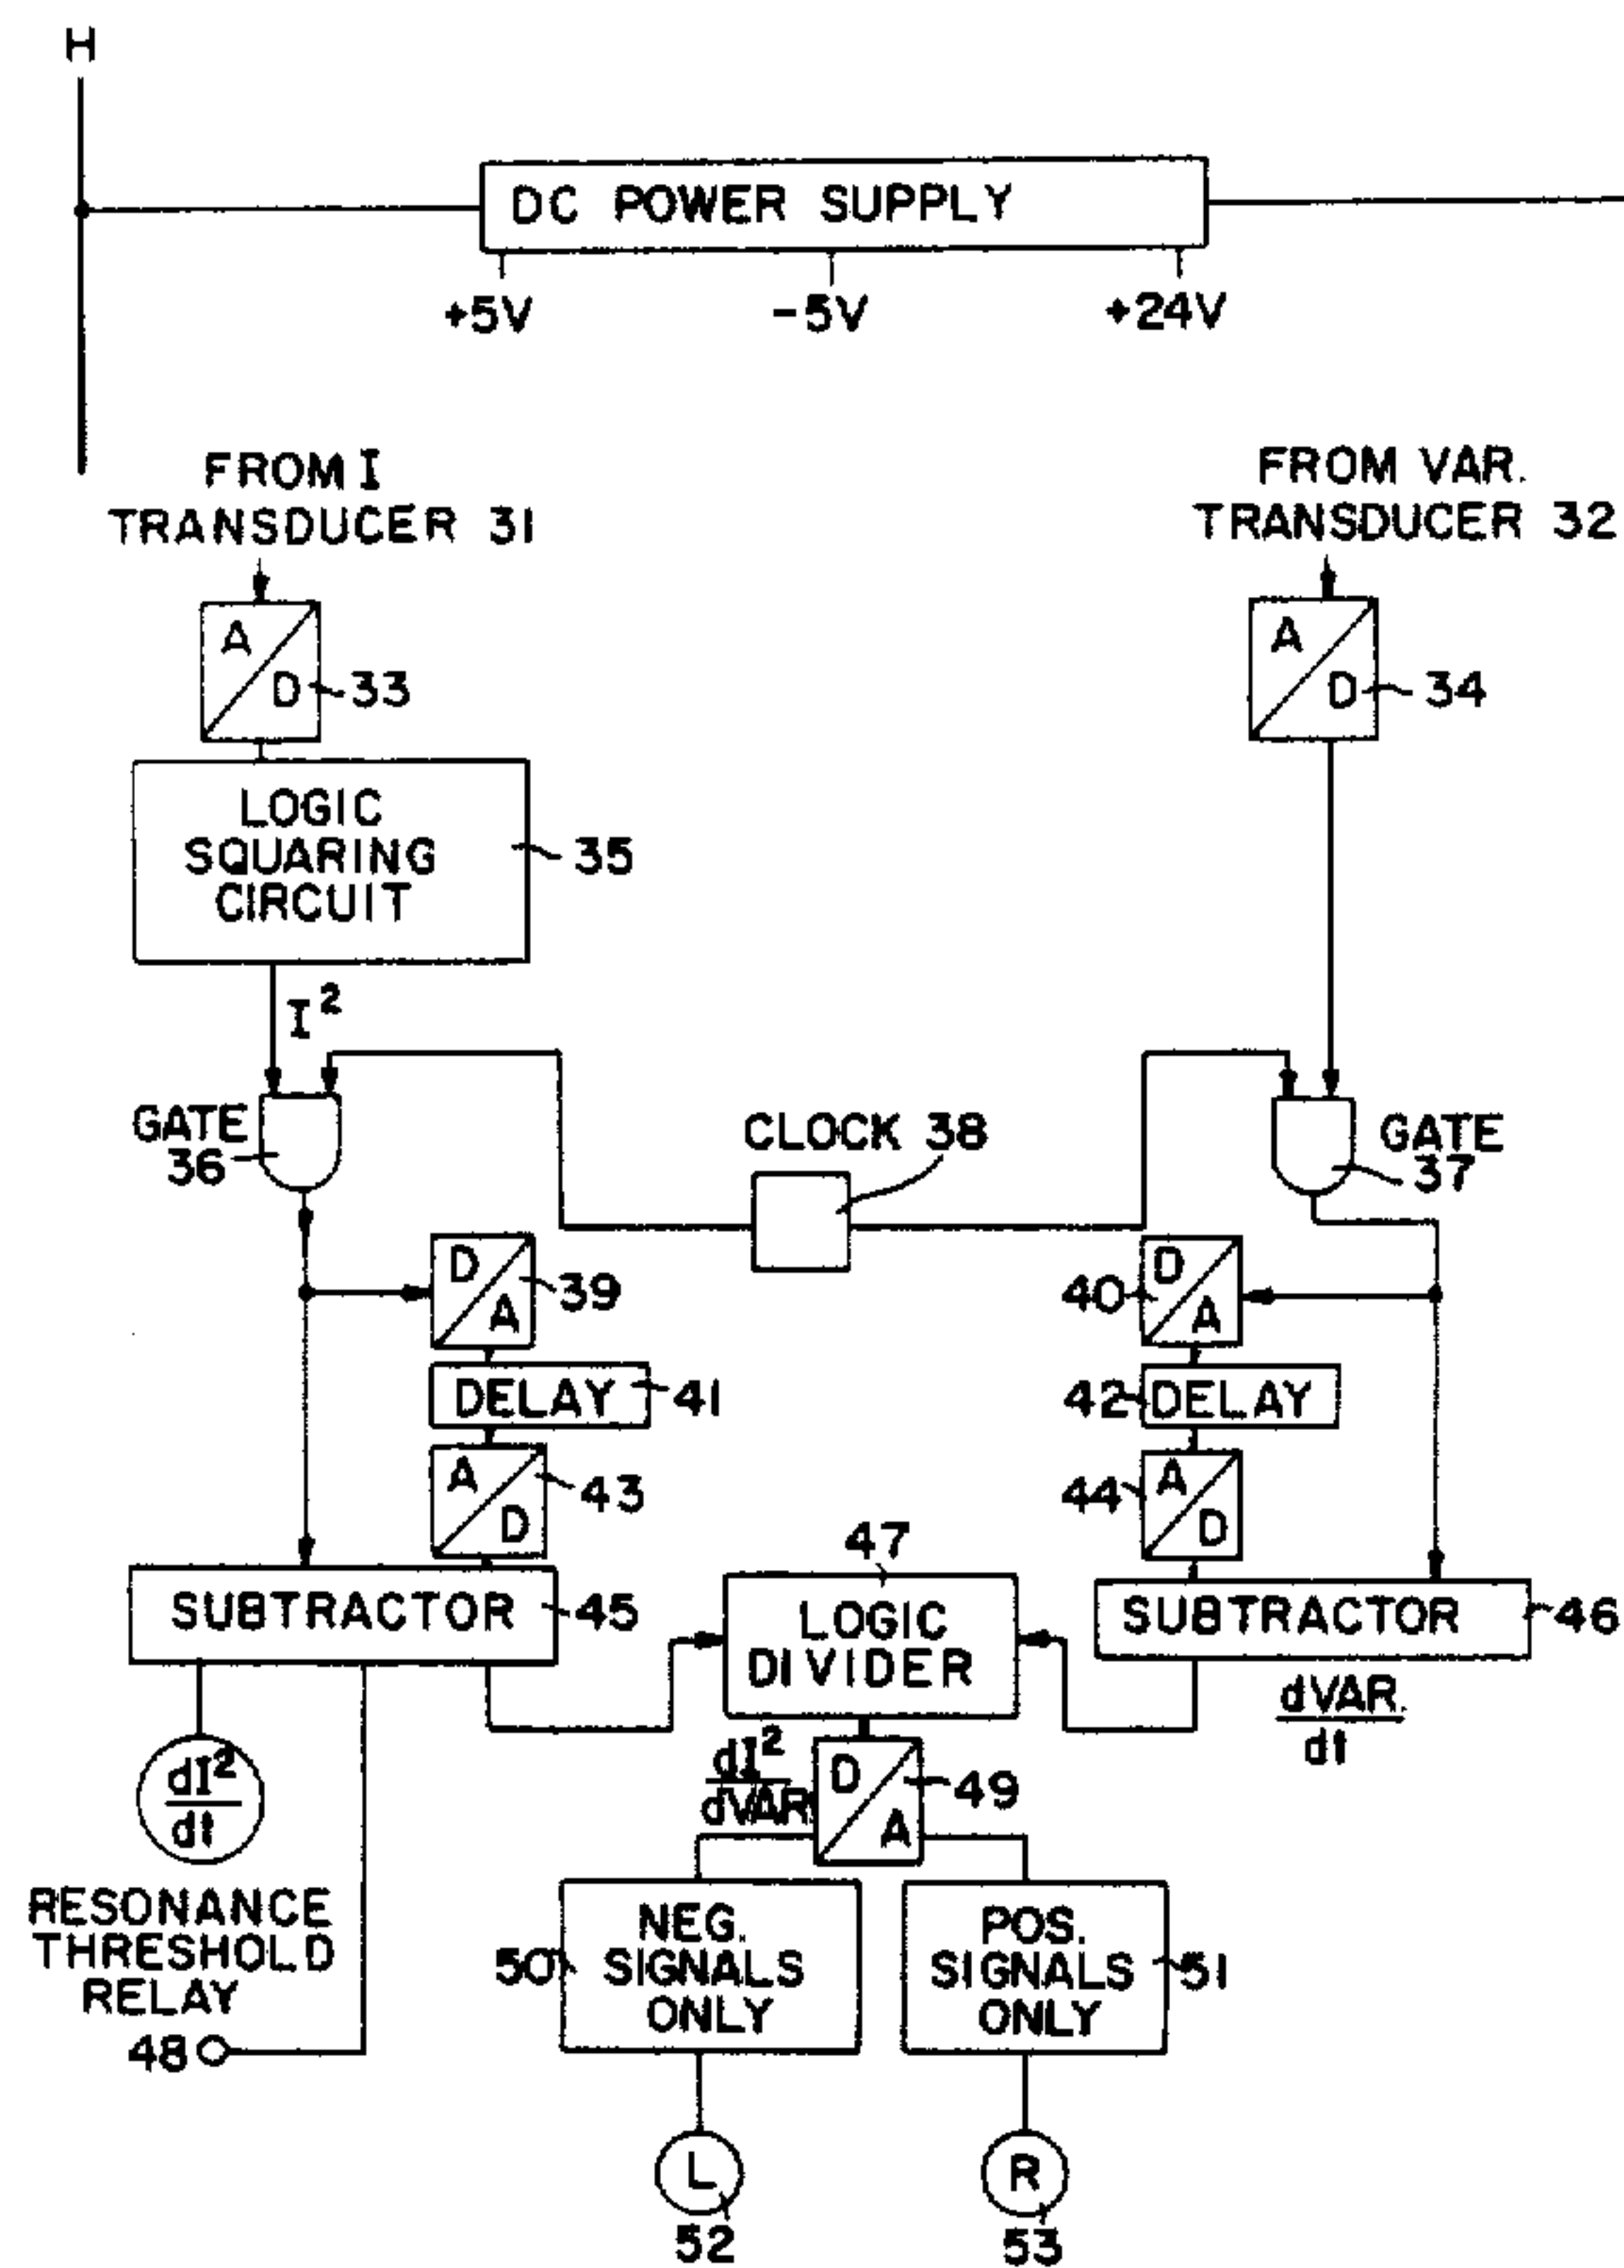 H
DC POWER SUPPLY
+5V -5V +24V
FROM I
TRANSDUCER 31
FROM VAR.
TRANSDUCER 32
A
D
33
A
D
34
LOGIC
SQUARING
CIRCUIT
35
I²
GATE
36
CLOCK 38
GATE
37
D
A
39
40
D
A
DELAY
41
42
DELAY
A
D
43
44
A
D
SUBTRACTOR
45
47
LOGIC
DIVIDER
SUBTRACTOR
46
dVAR.
dt
dI²
dt
dI²
dVAR
D
A
49
RESONANCE
THRESHOLD
RELAY
48
50
NEG.
SIGNALS
ONLY
POS.
SIGNALS
ONLY
51
L
52
R
53